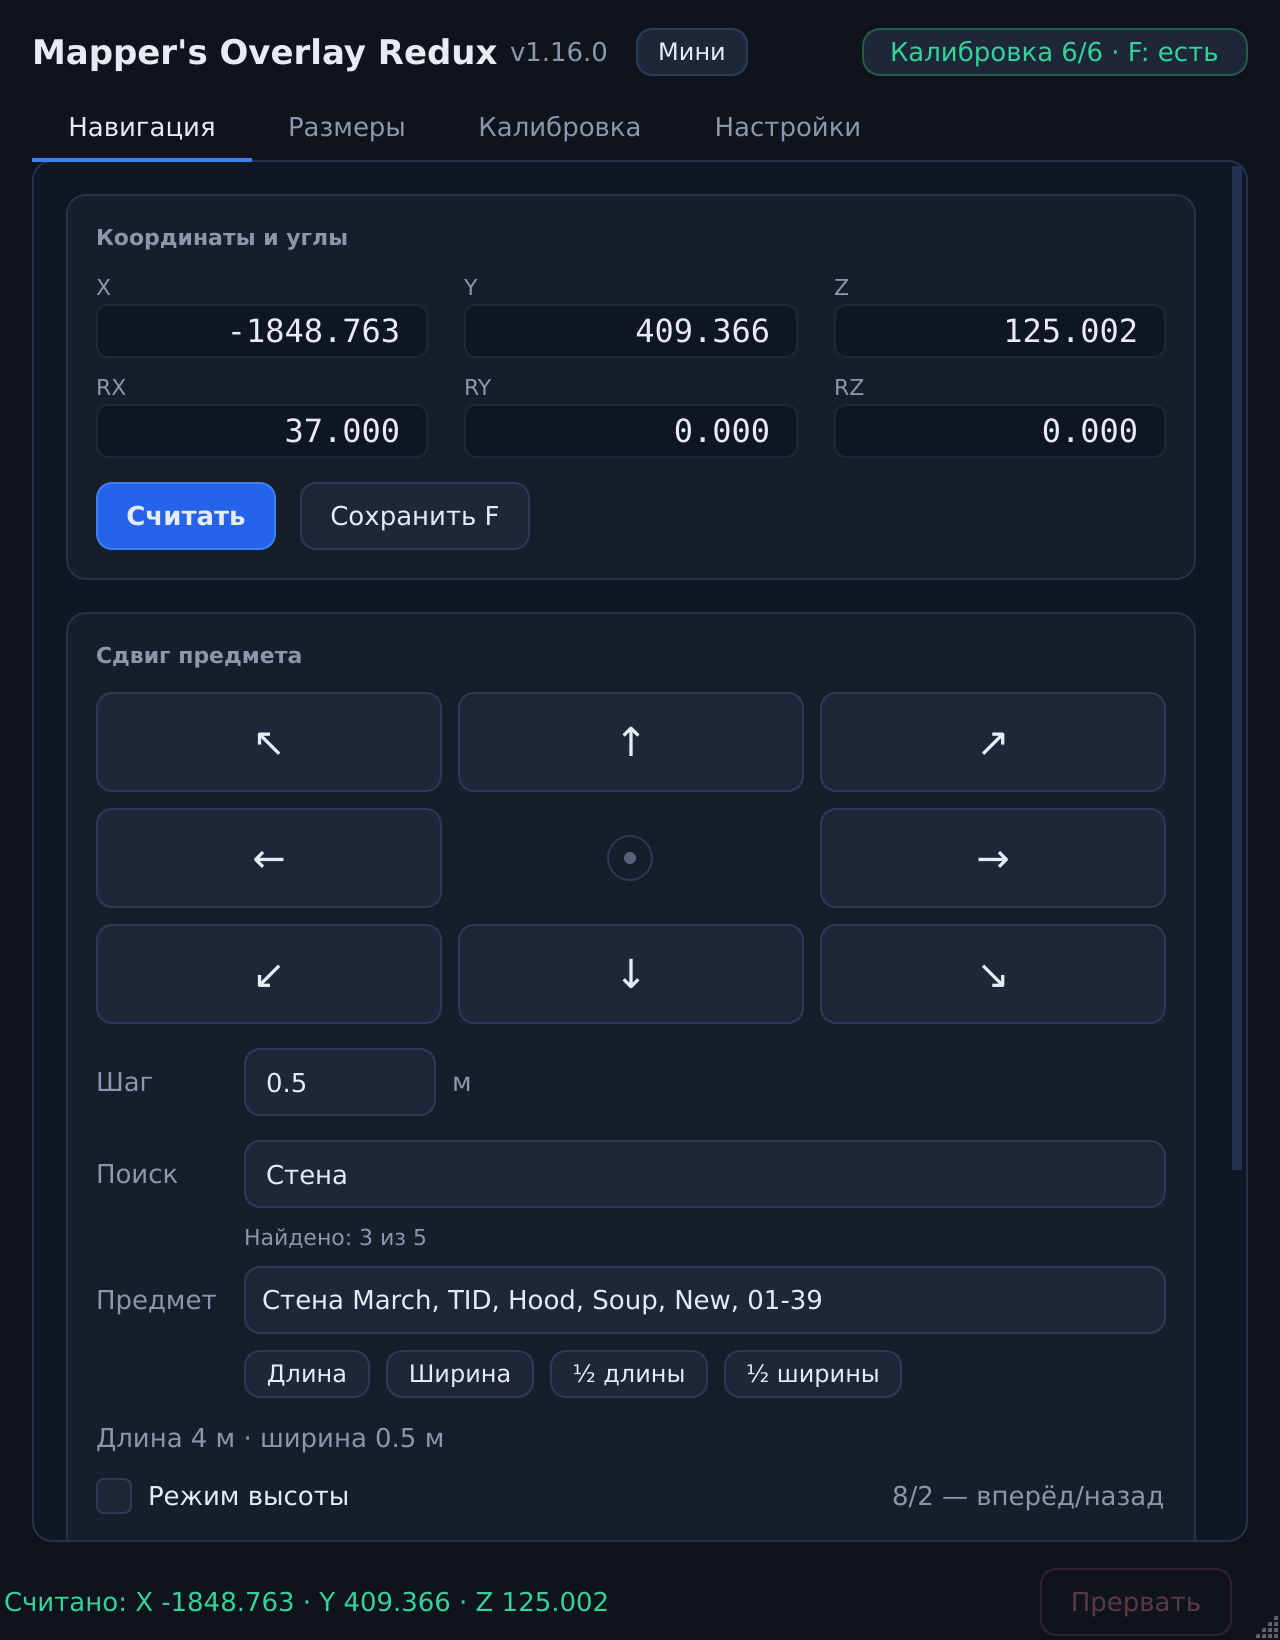 Mapper's Overlay Redux v1.16.0 Мини Калибровка 6/6 · F: есть
Навигация Размеры Калибровка Настройки
Координаты и углы
X Y Z
-1848.763 409.366 125.002
RX RY RZ
37.000 0.000 0.000
Считать Сохранить F
Сдвиг предмета
↖ ↑ ↗
← →
↙ ↓ ↘
Шаг 0.5 м
Поиск Стена
Найдено: 3 из 5
Предмет Стена March, TID, Hood, Soup, New, 01-39
Длина Ширина ½ длины ½ ширины
Длина 4 м · ширина 0.5 м
Режим высоты 8/2 — вперёд/назад
Считано: X -1848.763 · Y 409.366 · Z 125.002 Прервать